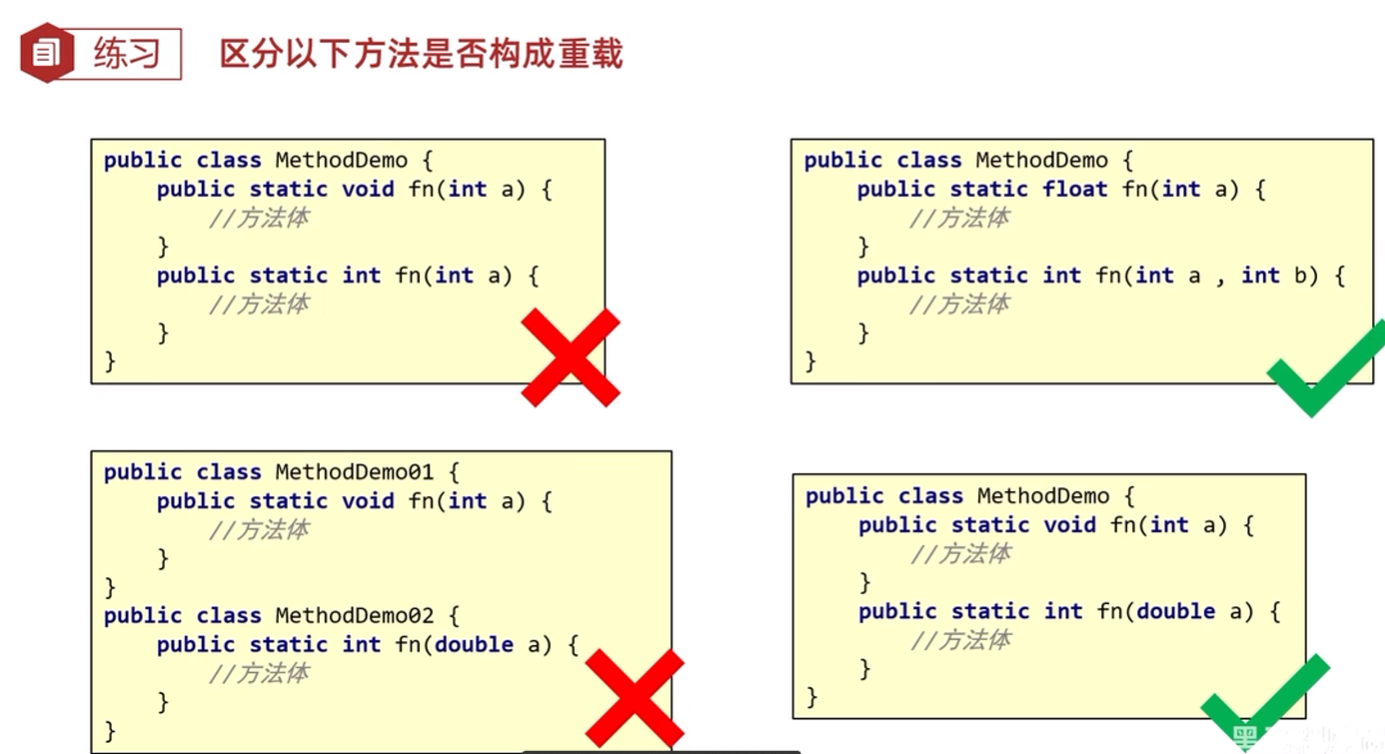 练习
区分以下方法是否构成重载
public class MethodDemo {
public static void fn(int a) {
//方法体
}
public static int fn(int a) {
//方法体
}
}
public class MethodDemo {
public static float fn(int a) {
//方法体
}
public static int fn(int a , int b) {
//方法体
}
}
public class MethodDemo01 {
public static void fn(int a) {
//方法体
}
}
public class MethodDemo02 {
public static int fn(double a) {
//方法体
}
}
public class MethodDemo {
public static void fn(int a) {
//方法体
}
public static int fn(double a) {
//方法体
}
}